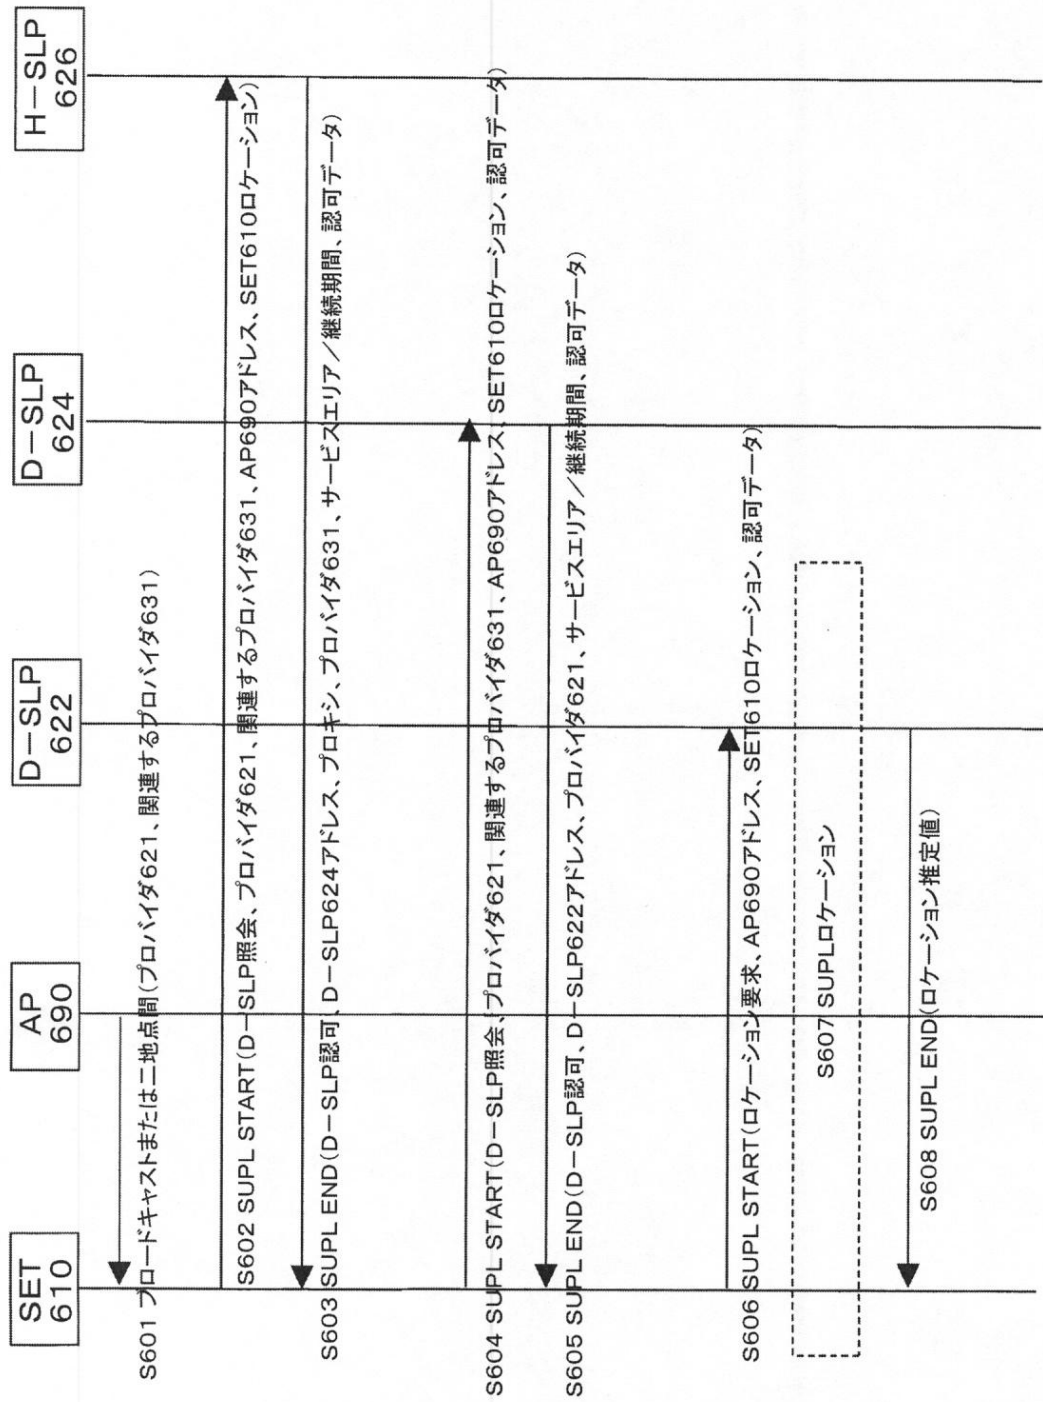 SET
610
AP
690
D－SLP
622
D－SLP
624
H－SLP
626
S601 ブロードキャストまたは二地点間(プロバイダ621、関連するプロバイダ631)
S602 SUPL START(D－SLP照会、プロバイダ621、関連するプロバイダ631、AP690アドレス、SET610ロケーション)
S603 SUPL END(D－SLP認可、D－SLP624アドレス、プロキシ、プロバイダ631、サービスエリア／継続期間、認可データ)
S604 SUPL START(D－SLP照会、プロバイダ621、関連するプロバイダ631、AP690アドレス、SET610ロケーション、認可データ)
S605 SUPL END(D－SLP認可、D－SLP622アドレス、プロバイダ621、サービスエリア／継続期間、認可データ)
S606 SUPL START(ロケーション要求、AP690アドレス、SET610ロケーション、認可データ)
S607 SUPLロケーション
S608 SUPL END(ロケーション推定値)